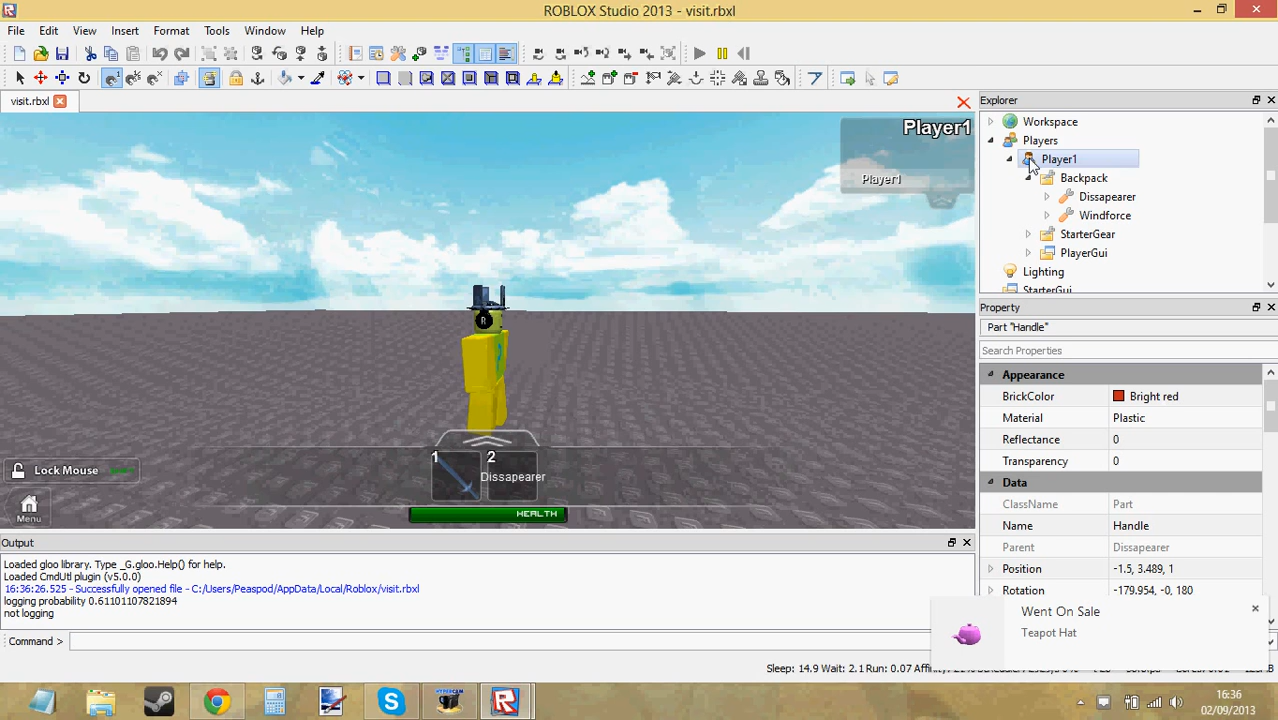 ROBLOX Studio 2013 - visit.rbxl
File Edit View Insert Format Tools Window Help
visit.rbxl
Explorer
Workspace
Players
Player1
Backpack
Dissapearer
Windforce
StarterGear
PlayerGui
Lighting
StarterGui
Player1
Player1
R
1 2
Dissapearer
Lock Mouse
Menu
HEALTH
Property
Part "Handle"
Search Properties
Appearance
BrickColor Bright red
Material Plastic
Reflectance 0
Transparency 0
Data
ClassName Part
Name Handle
Parent Dissapearer
Position -1.5, 3.489, 1
Rotation -179.954, -0, 180
Output
Loaded gloo library. Type _G.gloo.Help() for help.
Loaded CmdUtl plugin (v5.0.0)
16:36:26.525 - Successfully opened file - C:/Users/Peaspod/AppData/Local/Roblox/visit.rbxl
logging probability 0.61101107821894
not logging
Command >
Went On Sale
Teapot Hat
Sleep: 14.9 Wait: 2.1 Run: 0.07
HYPERCAM
16:36
02/09/2013